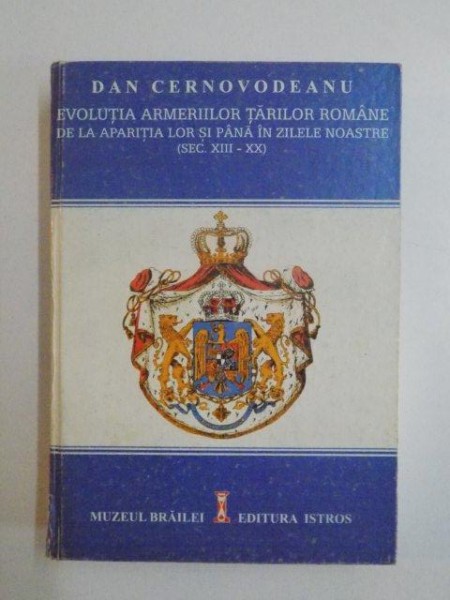 DAN CERNOVODEANU
EVOLUȚIA ARMERIILOR ȚĂRILOR ROMÂNE
DE LA APARIȚIA LOR ȘI PÂNĂ ÎN ZILELE NOASTRE
(SEC. XIII - XX)
MUZEUL BRĂILEI EDITURA ISTROS